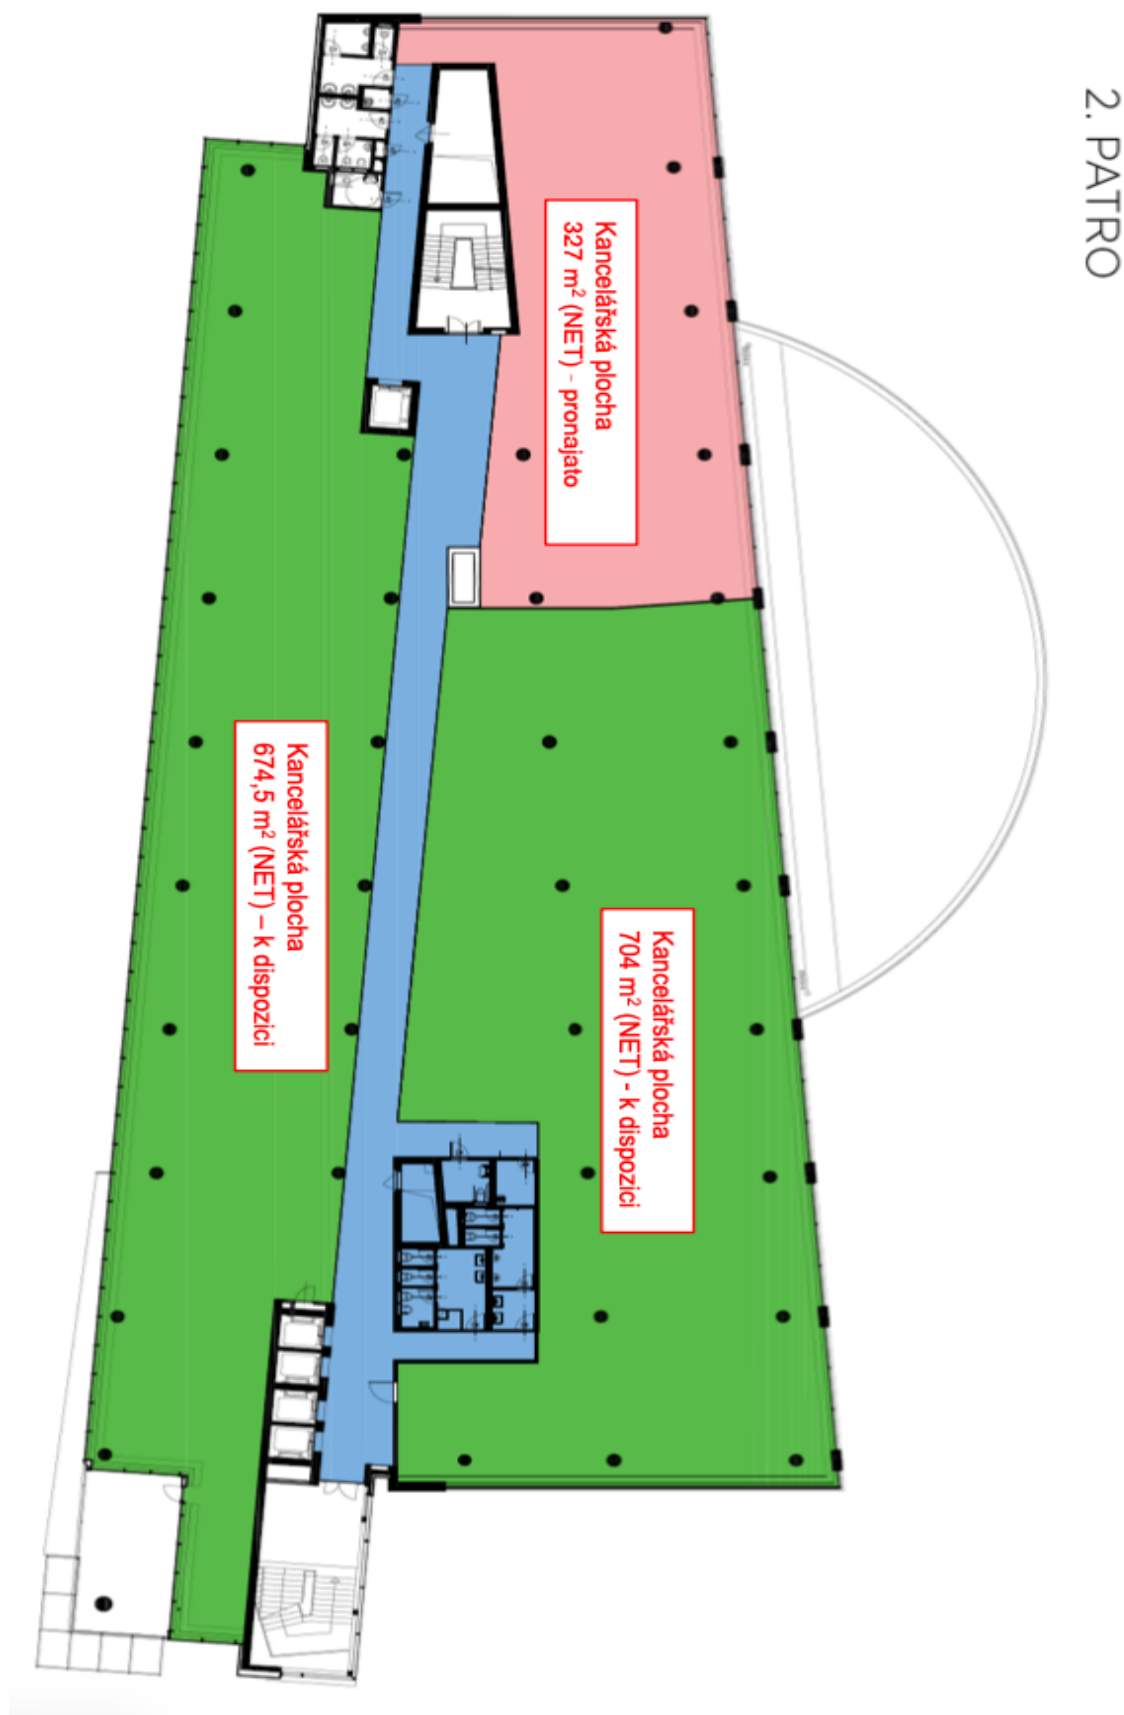 2. PATRO
Kancelářská plocha
327 m² (NET) - pronajato
Kancelářská plocha
704 m² (NET) - k dispozici
Kancelářská plocha
674,5 m² (NET) – k dispozici